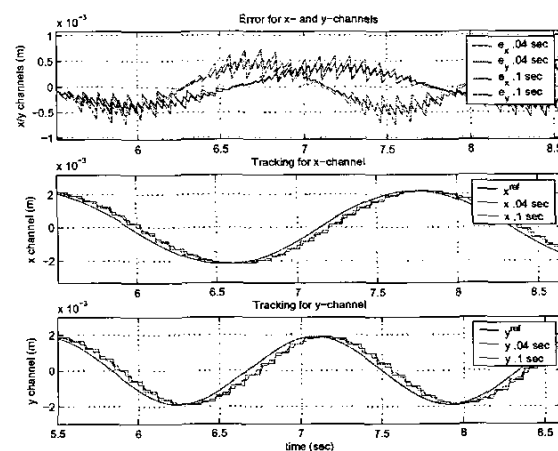 x 10⁻³
Error for x- and y-channels
1
0.5
0
-0.5
-1
x/y channels (m)
eₓ .04 sec
e_y .04 sec
eₓ .1 sec
e_y .1 sec
6 6.5 7 7.5 8 8.5
x 10⁻³
Tracking for x-channel
2
0
-2
x channel (m)
x^ref
x .04 sec
x .1 sec
6 6.5 7 7.5 8 8.5
x 10⁻³
Tracking for y-channel
4
2
0
-2
y channel (m)
y^ref
y .04 sec
y .1 sec
5.5 6 6.5 7 7.5 8 8.5
time (sec)